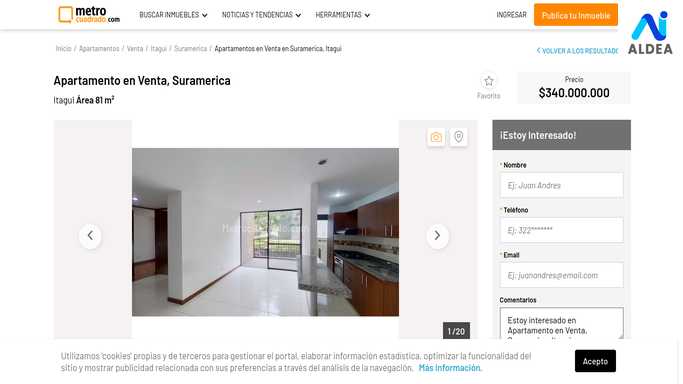 metro
cuadrado.com
BUSCAR INMUEBLES
NOTICIAS Y TENDENCIAS
HERRAMIENTAS
INGRESAR
Publica tu Inmueble
ALDEA
Inicio / Apartamentos / Venta / Itagui / Suramerica / Apartamentos en Venta en Suramerica, Itagui
VOLVER A LOS RESULTAD
Apartamento en Venta, Suramerica
Itagui Área 81 m²
Favorito
Precio
$340.000.000
Metrocuadrado.com
1 / 20
¡Estoy Interesado!
* Nombre
Ej: Juan Andres
* Teléfono
Ej: 322*******
* Email
Ej: juanandres@email.com
Comentarios
Estoy interesado en
Apartamento en Venta,
Utilizamos 'cookies' propias y de terceros para gestionar el portal, elaborar información estadística, optimizar la funcionalidad del
sitio y mostrar publicidad relacionada con sus preferencias a través del análisis de la navegación. Más información.
Acepto